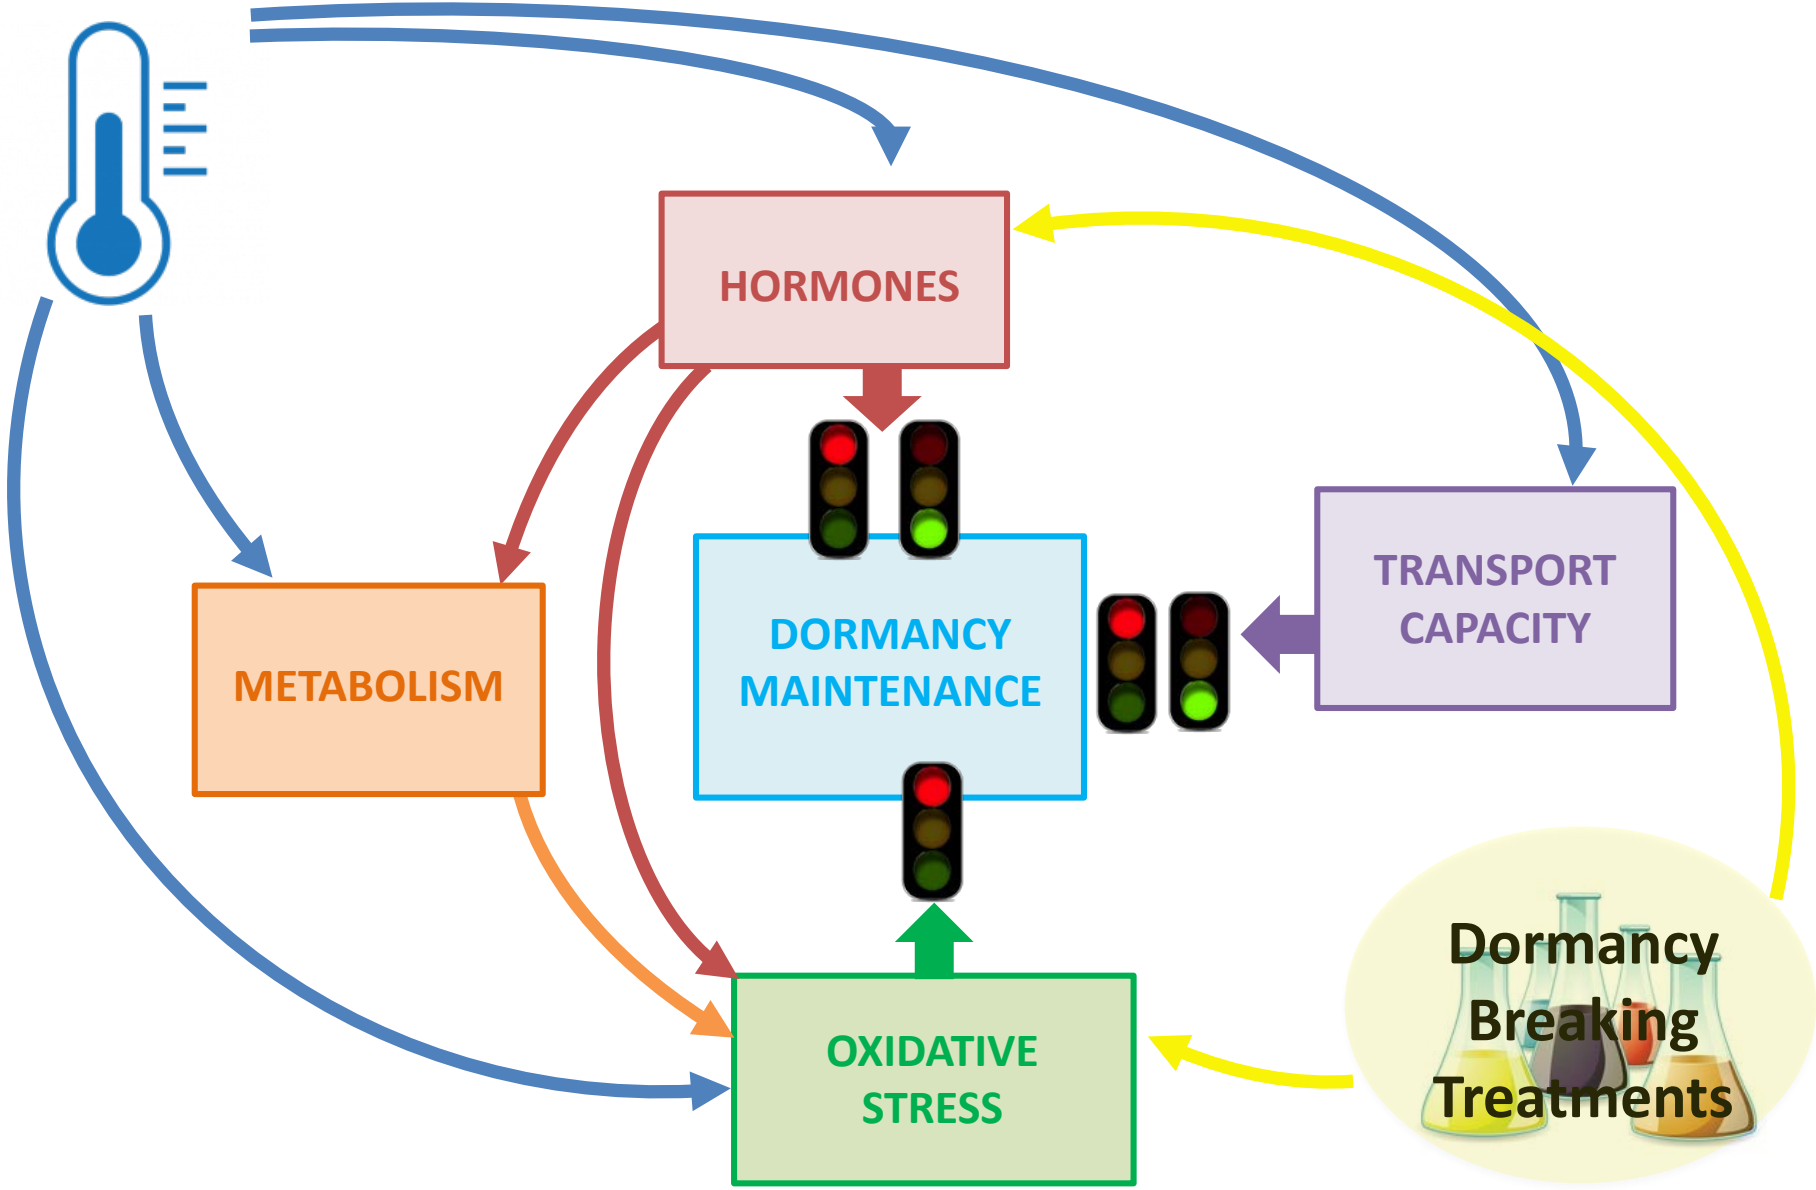 HORMONES
TRANSPORT
CAPACITY
DORMANCY
MAINTENANCE
METABOLISM
Dormancy
Breaking
Treatments
OXIDATIVE
STRESS